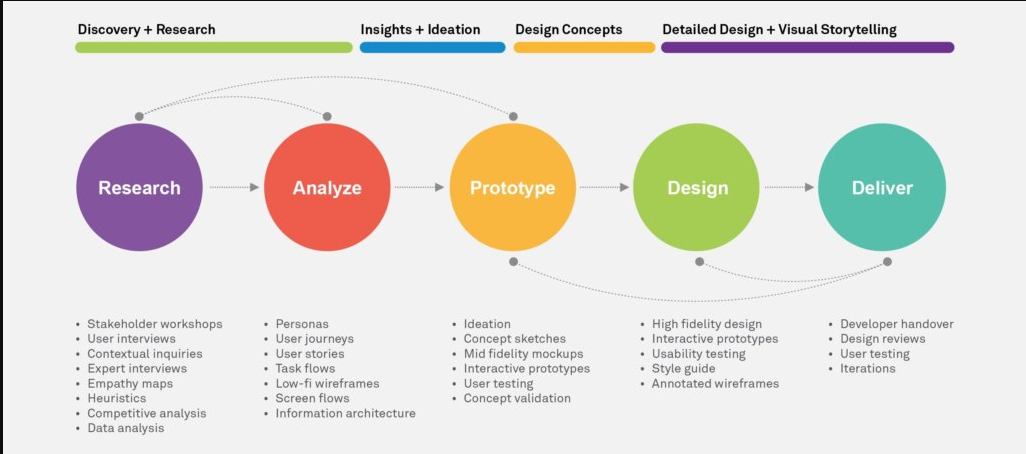 Discovery + Research
Insights + Ideation
Design Concepts
Detailed Design + Visual Storytelling
Research
Analyze
Prototype
Design
Deliver
• Stakeholder workshops
• User interviews
• Contextual inquiries
• Expert interviews
• Empathy maps
• Heuristics
• Competitive analysis
• Data analysis
• Personas
• User journeys
• User stories
• Task flows
• Low-fi wireframes
• Screen flows
• Information architecture
• Ideation
• Concept sketches
• Mid fidelity mockups
• Interactive prototypes
• User testing
• Concept validation
• High fidelity design
• Interactive prototypes
• Usability testing
• Style guide
• Annotated wireframes
• Developer handover
• Design reviews
• User testing
• Iterations